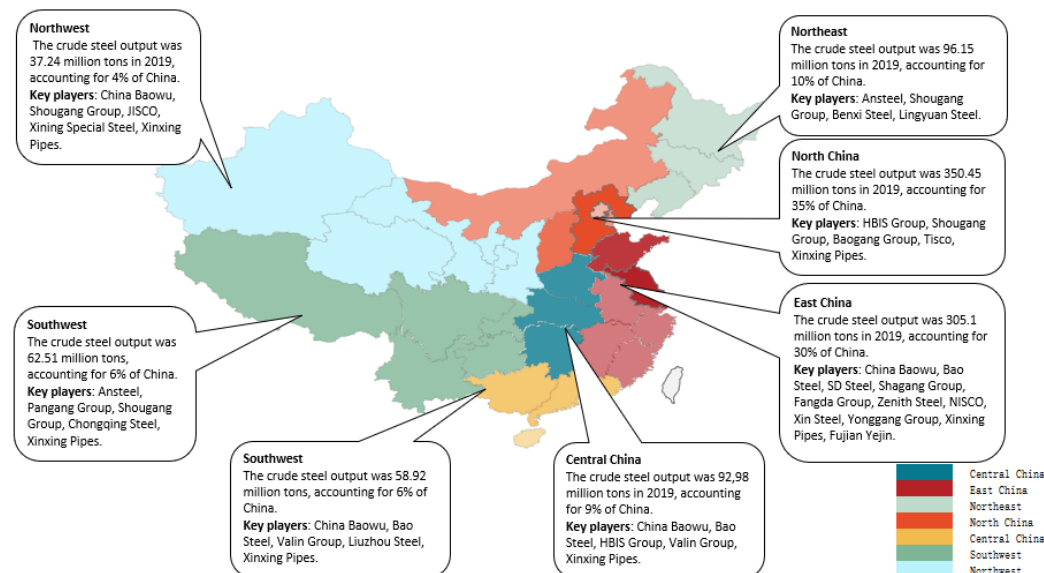 Northwest
The crude steel output was
37.24 million tons in 2019,
accounting for 4% of China.
Key players: China Baowu,
Shougang Group, JISCO,
Xining Special Steel, Xinxing
Pipes.
Northeast
The crude steel output was 96.15
million tons in 2019, accounting for
10% of China.
Key players: Ansteel, Shougang
Group, Benxi Steel, Lingyuan Steel.
North China
The crude steel output was 350.45
million tons in 2019, accounting for
35% of China.
Key players: HBIS Group, Shougang
Group, Baogang Group, Tisco,
Xinxing Pipes.
East China
The crude steel output was 305.1
million tons in 2019, accounting for
30% of China.
Key players: China Baowu, Bao
Steel, SD Steel, Shagang Group,
Fangda Group, Zenith Steel, NISCO,
Xin Steel, Yonggang Group, Xinxing
Pipes, Fujian Yejin.
Southwest
The crude steel output was
62.51 million tons,
accounting for 6% of China.
Key players: Ansteel,
Pangang Group, Shougang
Group, Chongqing Steel,
Xinxing Pipes.
Southwest
The crude steel output was 58.92
million tons, accounting for 6% of
China.
Key players: China Baowu, Bao
Steel, Valin Group, Liuzhou Steel,
Xinxing Pipes.
Central China
The crude steel output was 92,98
million tons in 2019, accounting
for 9% of China.
Key players: China Baowu, Bao
Steel, HBIS Group, Valin Group,
Xinxing Pipes.
Central China
East China
Northeast
North China
Central China
Southwest
Northwest